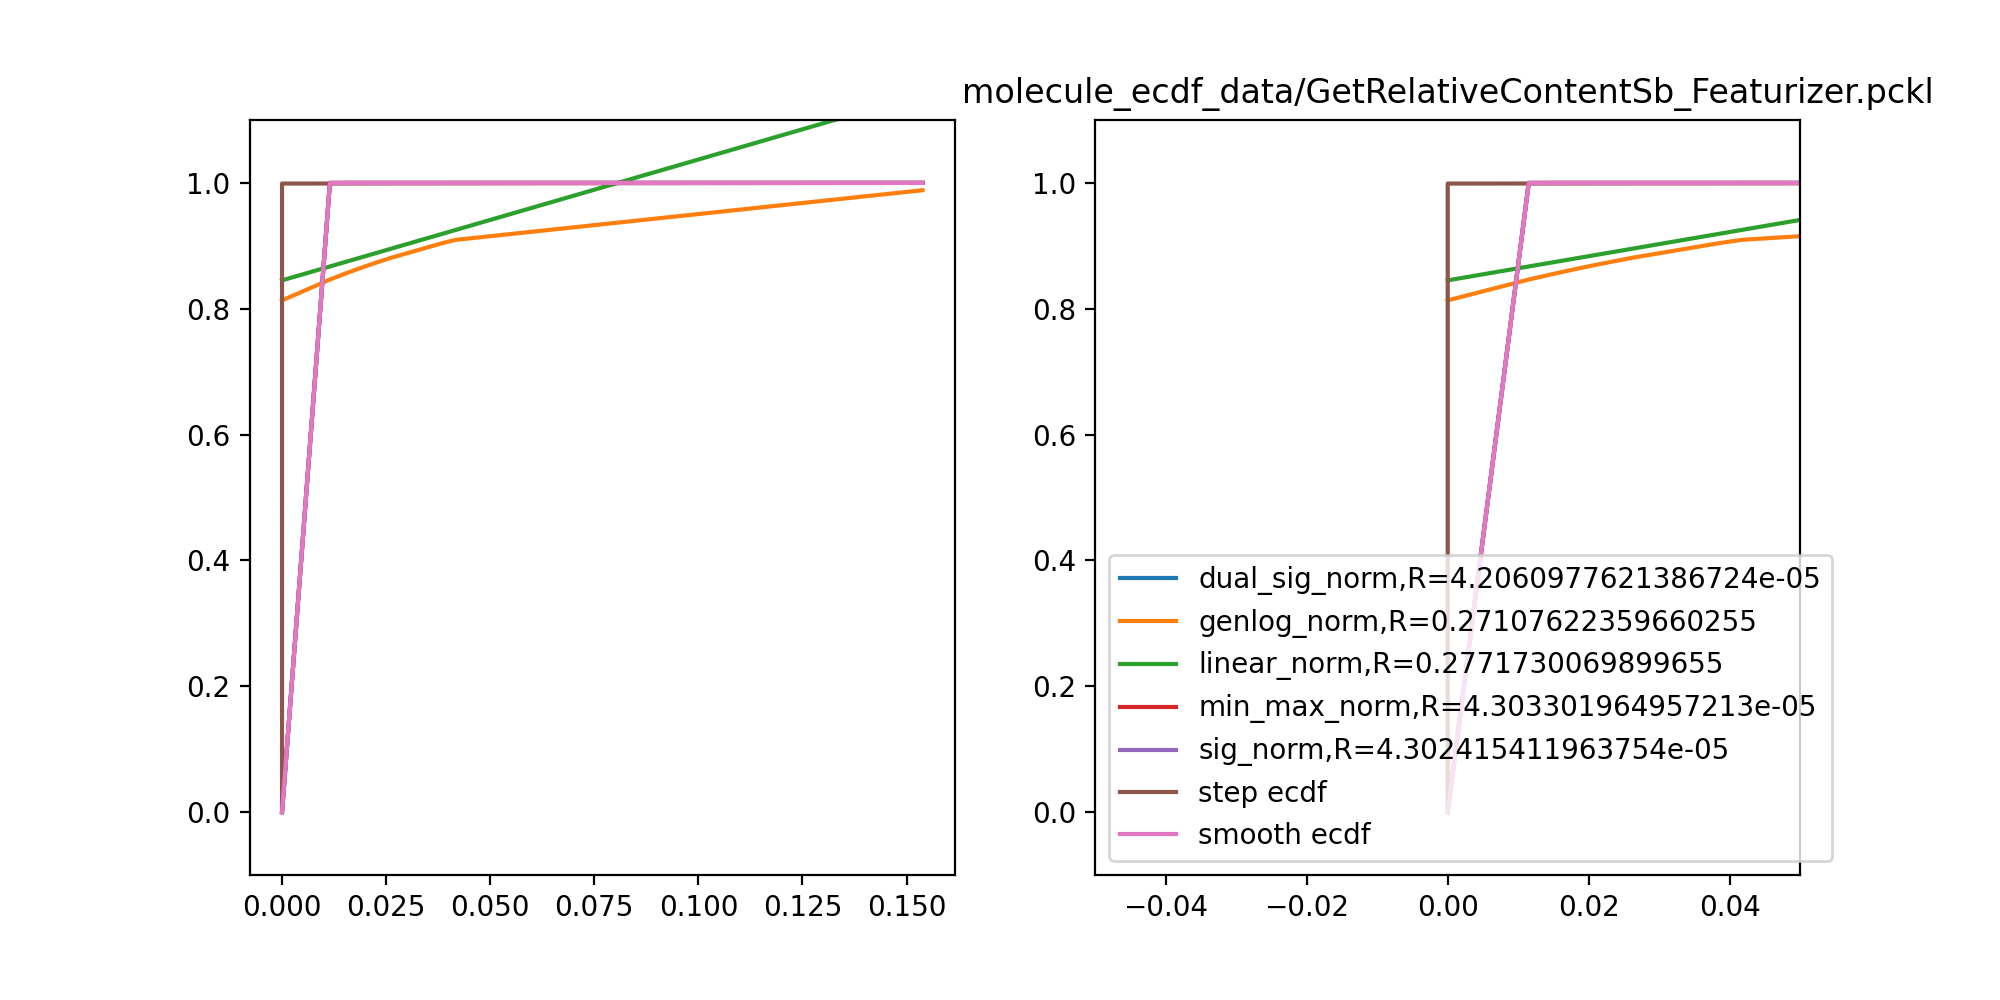 molecule_ecdf_data/GetRelativeContentSb_Featurizer.pckl
1.0
0.8
0.6
0.4
0.2
0.0
0.000 0.025 0.050 0.075 0.100 0.125 0.150
1.0
0.8
0.6
0.4
0.2
0.0
−0.04 −0.02 0.00 0.02 0.04
dual_sig_norm,R=4.2060977621386724e-05
genlog_norm,R=0.27107622359660255
linear_norm,R=0.2771730069899655
min_max_norm,R=4.303301964957213e-05
sig_norm,R=4.302415411963754e-05
step ecdf
smooth ecdf